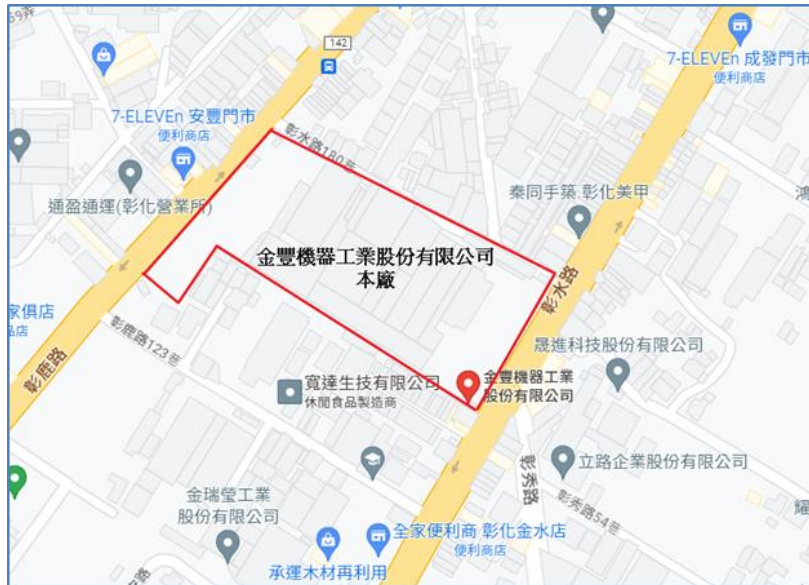 69弄
142
7-ELEVEn 成發門市
便利商店
7-ELEVEn 安豐門市
便利商店
彰水路180巷
通盈通運(彰化營業所)
秦同手築.彰化美甲
鴻
金豐機器工業股份有限公司
本廠
彰水路
家俱店
品店
彰鹿路123巷
晟進科技股份有限公司
彰鹿路
寬達生技有限公司
休閒食品製造商
金豐機器工業
股份有限公司
立路企業股份有限公司
彰秀路
彰秀路54巷
耀
金瑞瑩工業
股份有限公司
全家便利商 彰化金水店
便利商店
承運木材再利用